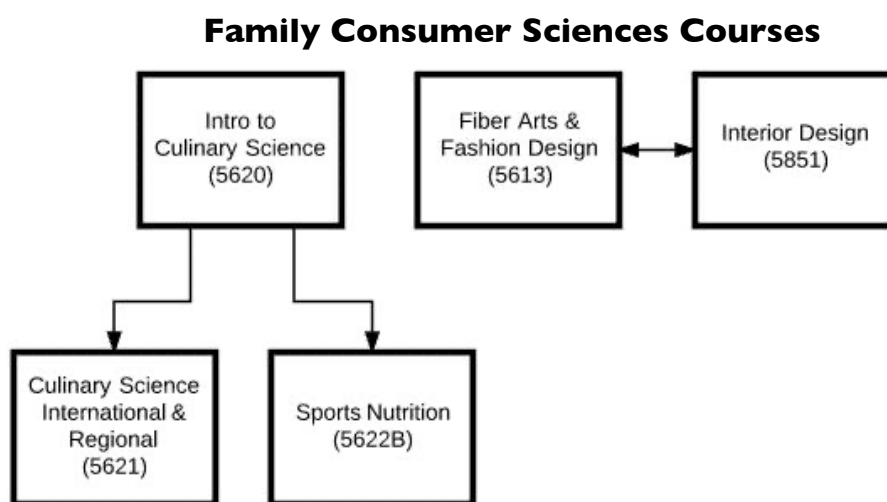 Family Consumer Sciences Courses
Intro to
Culinary Science
(5620)
Fiber Arts &
Fashion Design
(5613)
Interior Design
(5851)
Culinary Science
International &
Regional
(5621)
Sports Nutrition
(5622B)